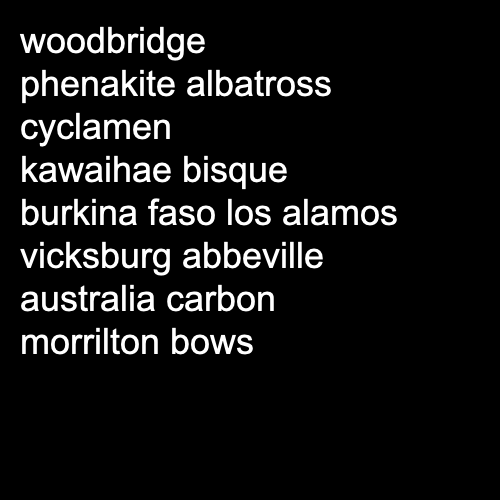 woodbridge
phenakite albatross
cyclamen
kawaihae bisque
burkina faso los alamos
vicksburg abbeville
australia carbon
morrilton bows